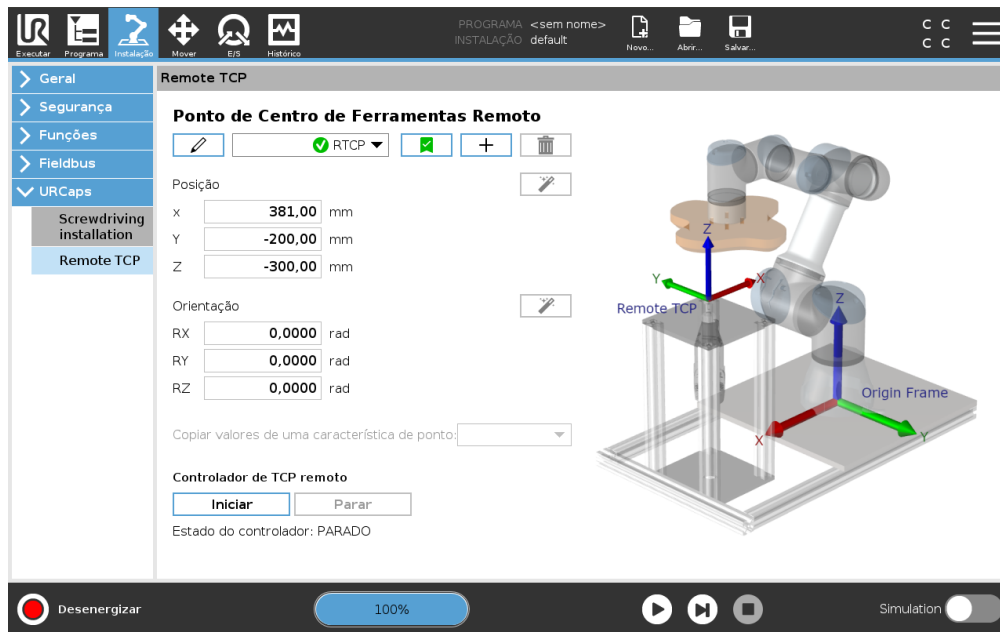 PROGRAMA <sem nome>
INSTALAÇÃO default
C C
C C
Executar Programa Instalação Mover E/S Histórico Novo... Abrir... Salvar...
Geral
Segurança
Funções
Fieldbus
URCaps
Screwdriving
installation
Remote TCP
Remote TCP
Ponto de Centro de Ferramentas Remoto
RTCP
Posição
x 381,00 mm
Y -200,00 mm
Z -300,00 mm
Orientação
RX 0,0000 rad
RY 0,0000 rad
RZ 0,0000 rad
Copiar valores de uma característica de ponto:
Controlador de TCP remoto
Iniciar Parar
Estado do controlador: PARADO
Z
Y X
Remote TCP
Z
Origin Frame
X Y
Desenergizar 100% Simulation